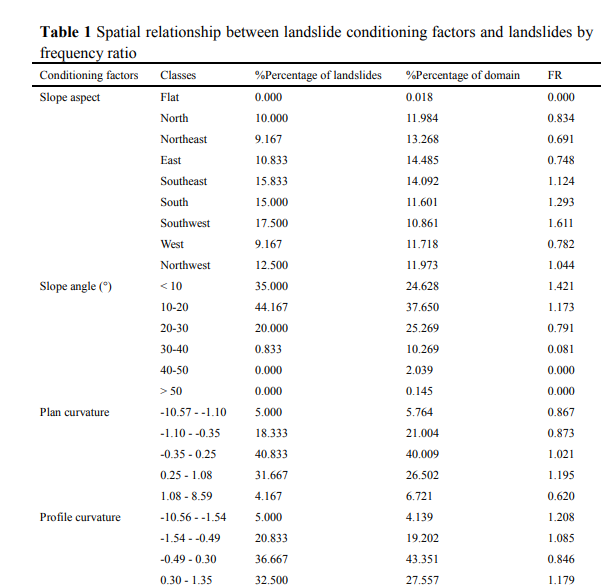 Table 1 Spatial relationship between landslide conditioning factors and landslides by
frequency ratio
Conditioning factors Classes %Percentage of landslides %Percentage of domain FR
Slope aspect Flat 0.000 0.018 0.000
North 10.000 11.984 0.834
Northeast 9.167 13.268 0.691
East 10.833 14.485 0.748
Southeast 15.833 14.092 1.124
South 15.000 11.601 1.293
Southwest 17.500 10.861 1.611
West 9.167 11.718 0.782
Northwest 12.500 11.973 1.044
Slope angle (°) < 10 35.000 24.628 1.421
10-20 44.167 37.650 1.173
20-30 20.000 25.269 0.791
30-40 0.833 10.269 0.081
40-50 0.000 2.039 0.000
> 50 0.000 0.145 0.000
Plan curvature -10.57 - -1.10 5.000 5.764 0.867
-1.10 - -0.35 18.333 21.004 0.873
-0.35 - 0.25 40.833 40.009 1.021
0.25 - 1.08 31.667 26.502 1.195
1.08 - 8.59 4.167 6.721 0.620
Profile curvature -10.56 - -1.54 5.000 4.139 1.208
-1.54 - -0.49 20.833 19.202 1.085
-0.49 - 0.30 36.667 43.351 0.846
0.30 - 1.35 32.500 27.557 1.179